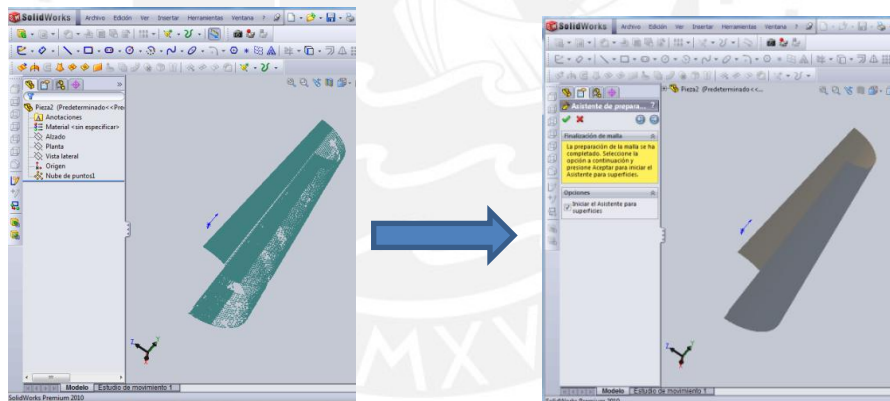 SolidWorks Archivo Edición Ver Insertar Herramientas Ventana ?
Pieza2 (Predeterminado<<Pre
Anotaciones
Material <sin especificar>
Alzado
Planta
Vista lateral
Origen
Nube de puntos1
Modelo Estudio de movimiento 1
SolidWorks Premium 2010
SolidWorks Archivo Edición Ver Insertar Herramientas Ventana ?
Pieza2 (Predeterminado<<...
Asistente de prepara... ?
Finalización de malla
La preparación de la malla se ha
completado. Seleccione la
opción a continuación y
presione Aceptar para iniciar el
Asistente para superficies.
Opciones
Iniciar el Asistente para
superficies
Modelo Estudio de movimiento 1
SolidWorks Premium 2010
MXV